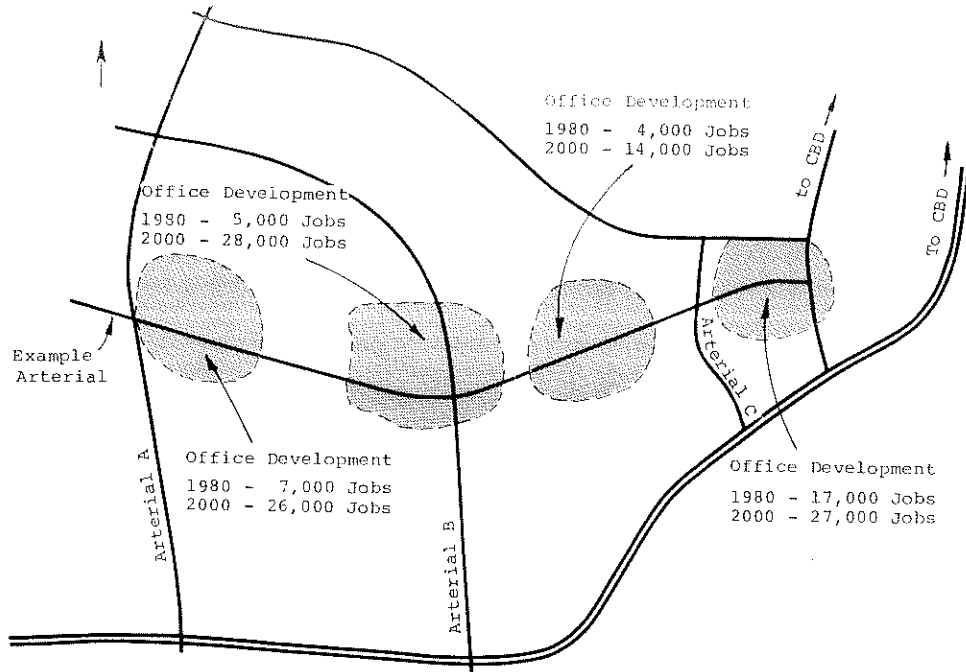 Office Development
1980 - 4,000 Jobs
2000 - 14,000 Jobs
to CBD
To CBD
Office Development
1980 - 5,000 Jobs
2000 - 28,000 Jobs
Example
Arterial
Arterial C
Office Development
1980 - 7,000 Jobs
2000 - 26,000 Jobs
Office Development
1980 - 17,000 Jobs
2000 - 27,000 Jobs
Arterial A
Arterial B